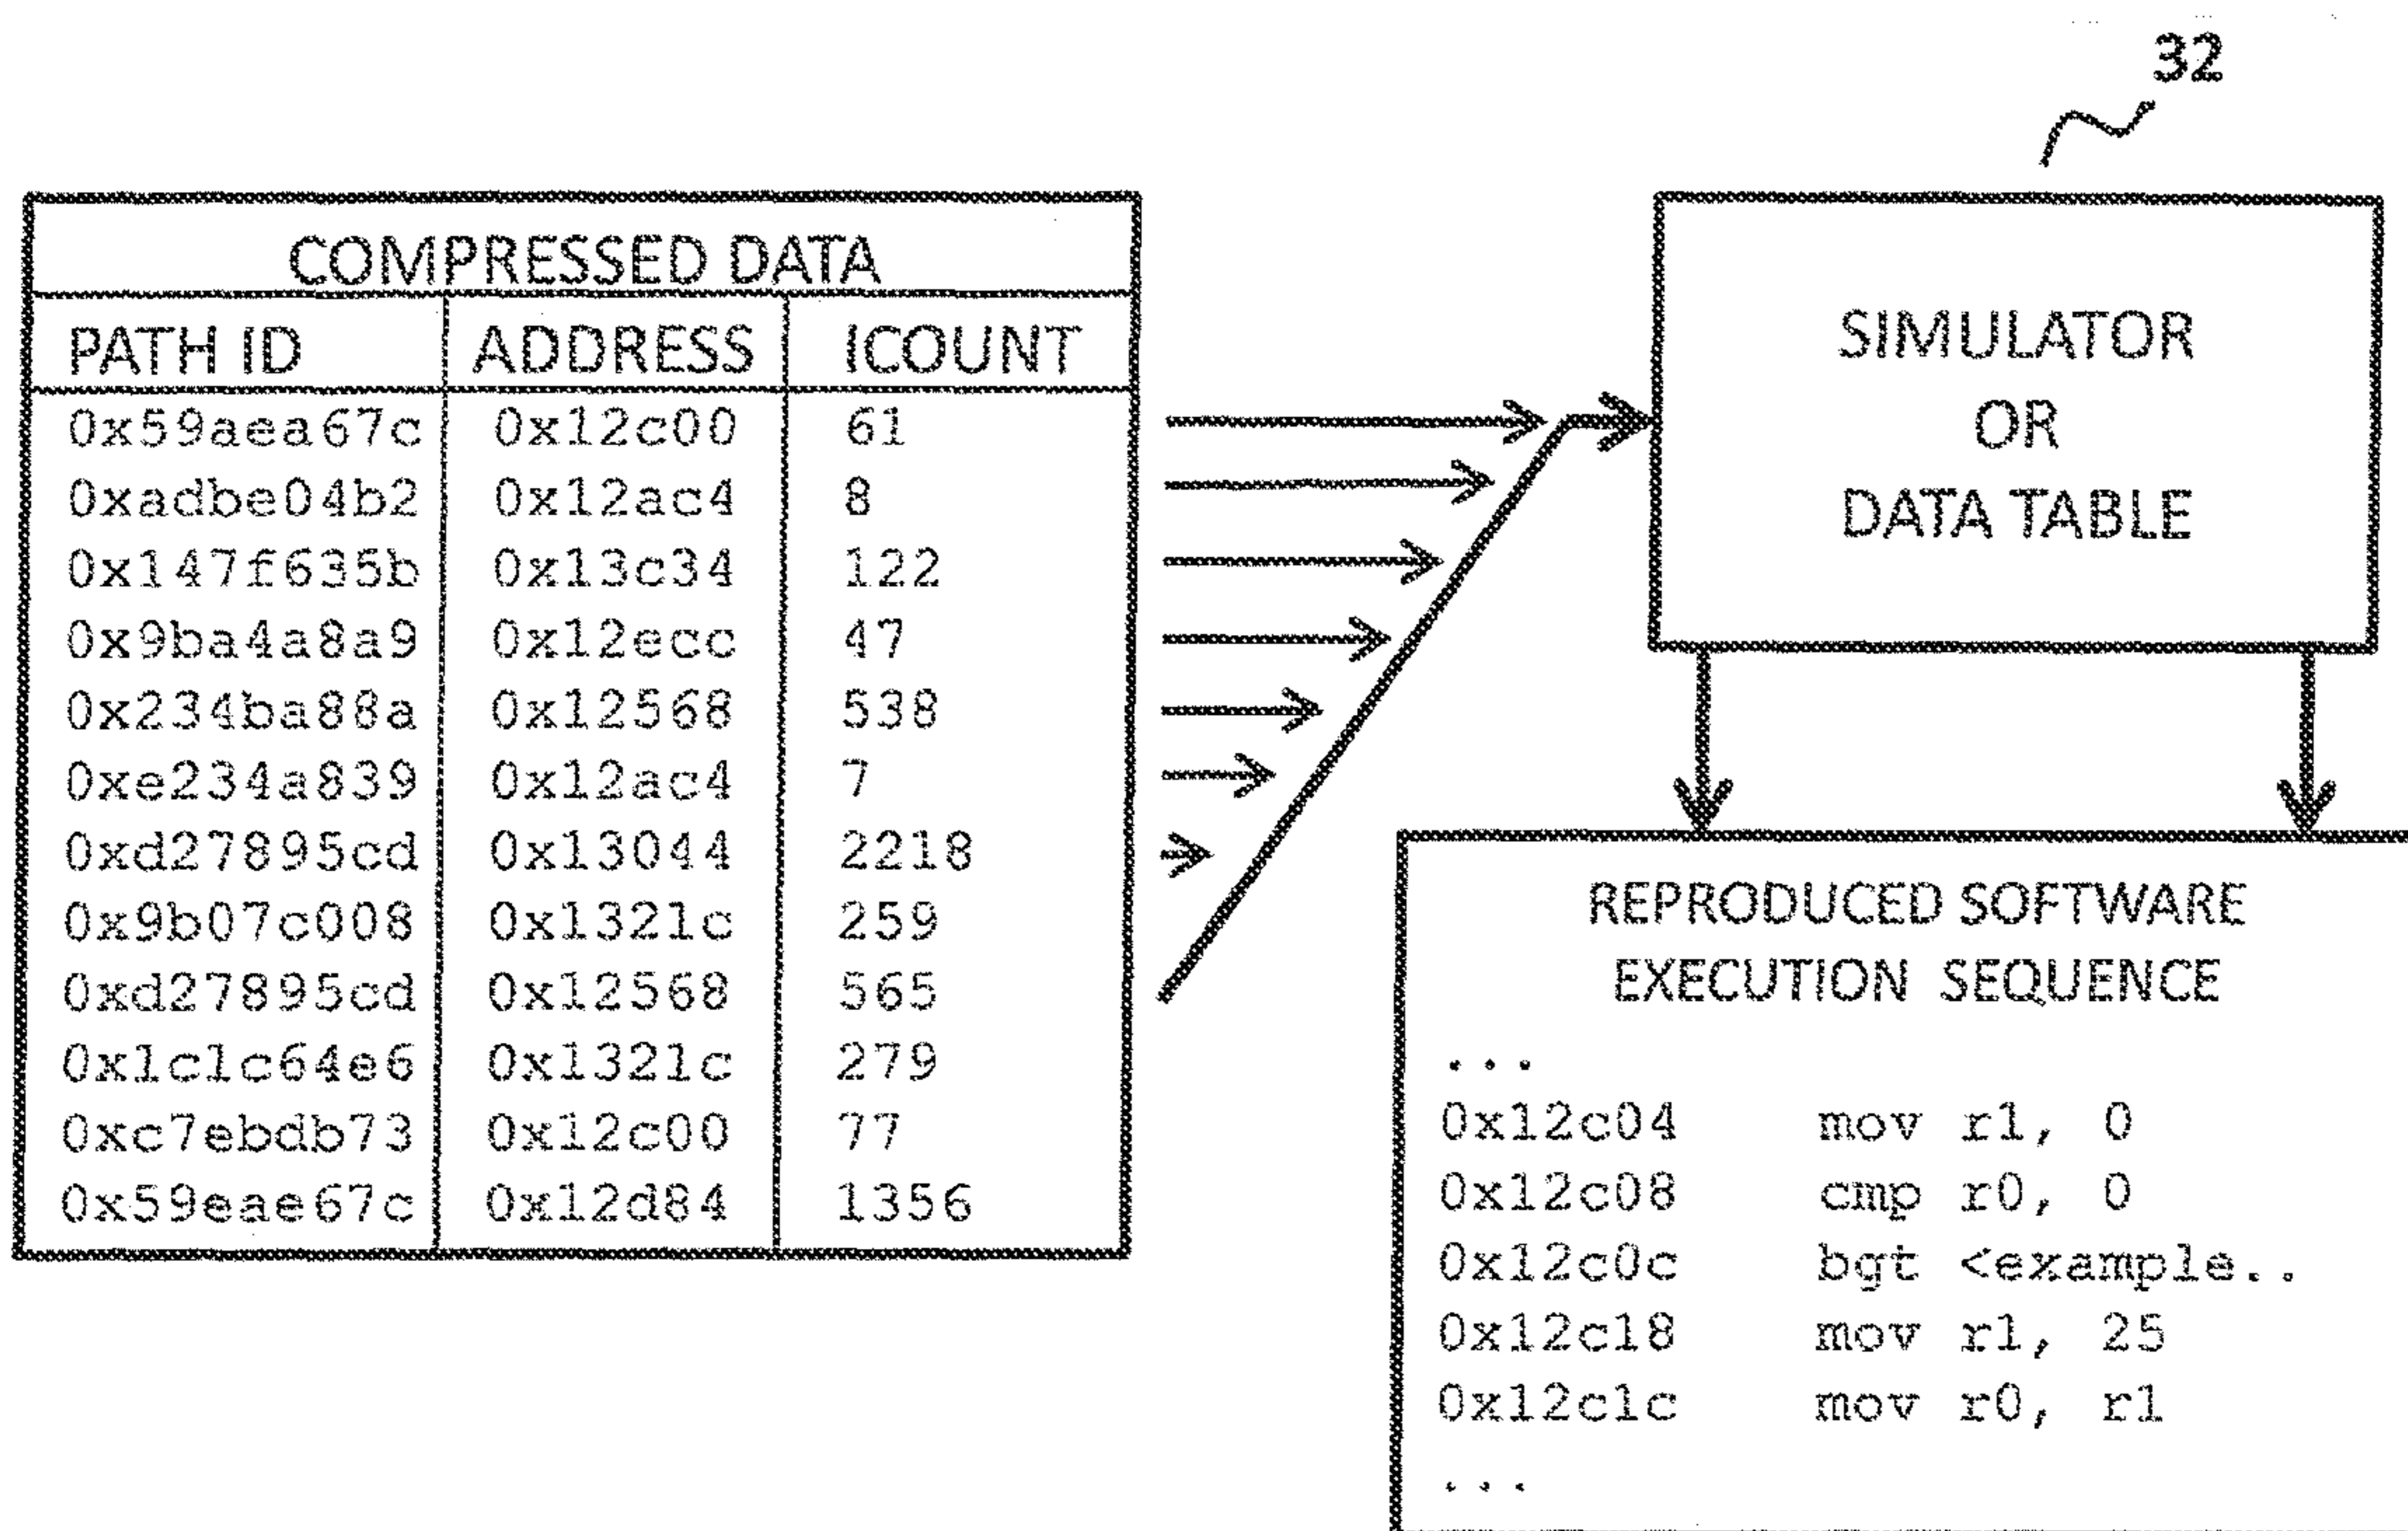 32
COMPRESSED DATA
PATH ID ADDRESS ICOUNT
0x59aea67c 0x12c00 61
0xadbe04b2 0x12ac4 8
0x147f635b 0x13c34 122
0x9ba4a8a9 0x12ecc 47
0x234ba88a 0x12568 538
0xe234a839 0x12ac4 7
0xd27895cd 0x13044 2218
0x9b07c008 0x1321c 259
0xd27895cd 0x12568 565
0x1c1c64e6 0x1321c 279
0xc7ebdb73 0x12c00 77
0x59eae67c 0x12d84 1356
SIMULATOR
OR
DATA TABLE
REPRODUCED SOFTWARE
EXECUTION SEQUENCE
...
0x12c04 mov r1, 0
0x12c08 cmp r0, 0
0x12c0c bgt <example..
0x12c18 mov r1, 25
0x12c1c mov r0, r1
...